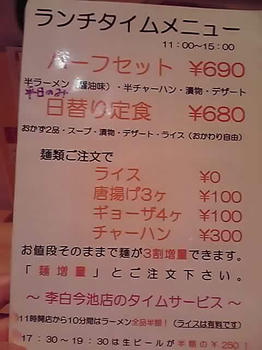 ランチタイムメニュー
11:00～15:00
ハーフセット ¥690
半ラーメン(醤油味)・半チャーハン・漬物・デザート
平日のみ
日替り定食 ¥680
おかず2品・スープ・漬物・デザート・ライス(おかわり自由)
麺類ご注文で
ライス ¥0
唐揚げ3ヶ ¥100
ギョーザ4ヶ ¥100
チャーハン ¥300
お値段そのままで麺が3割増量できます。
「麺増量」とご注文下さい。
～ 李白今池店のタイムサービス ～
11時開店から10分間はラーメン全品半額!(ライスは有料です)
17:30～19:30は生ビールが半額の¥250!